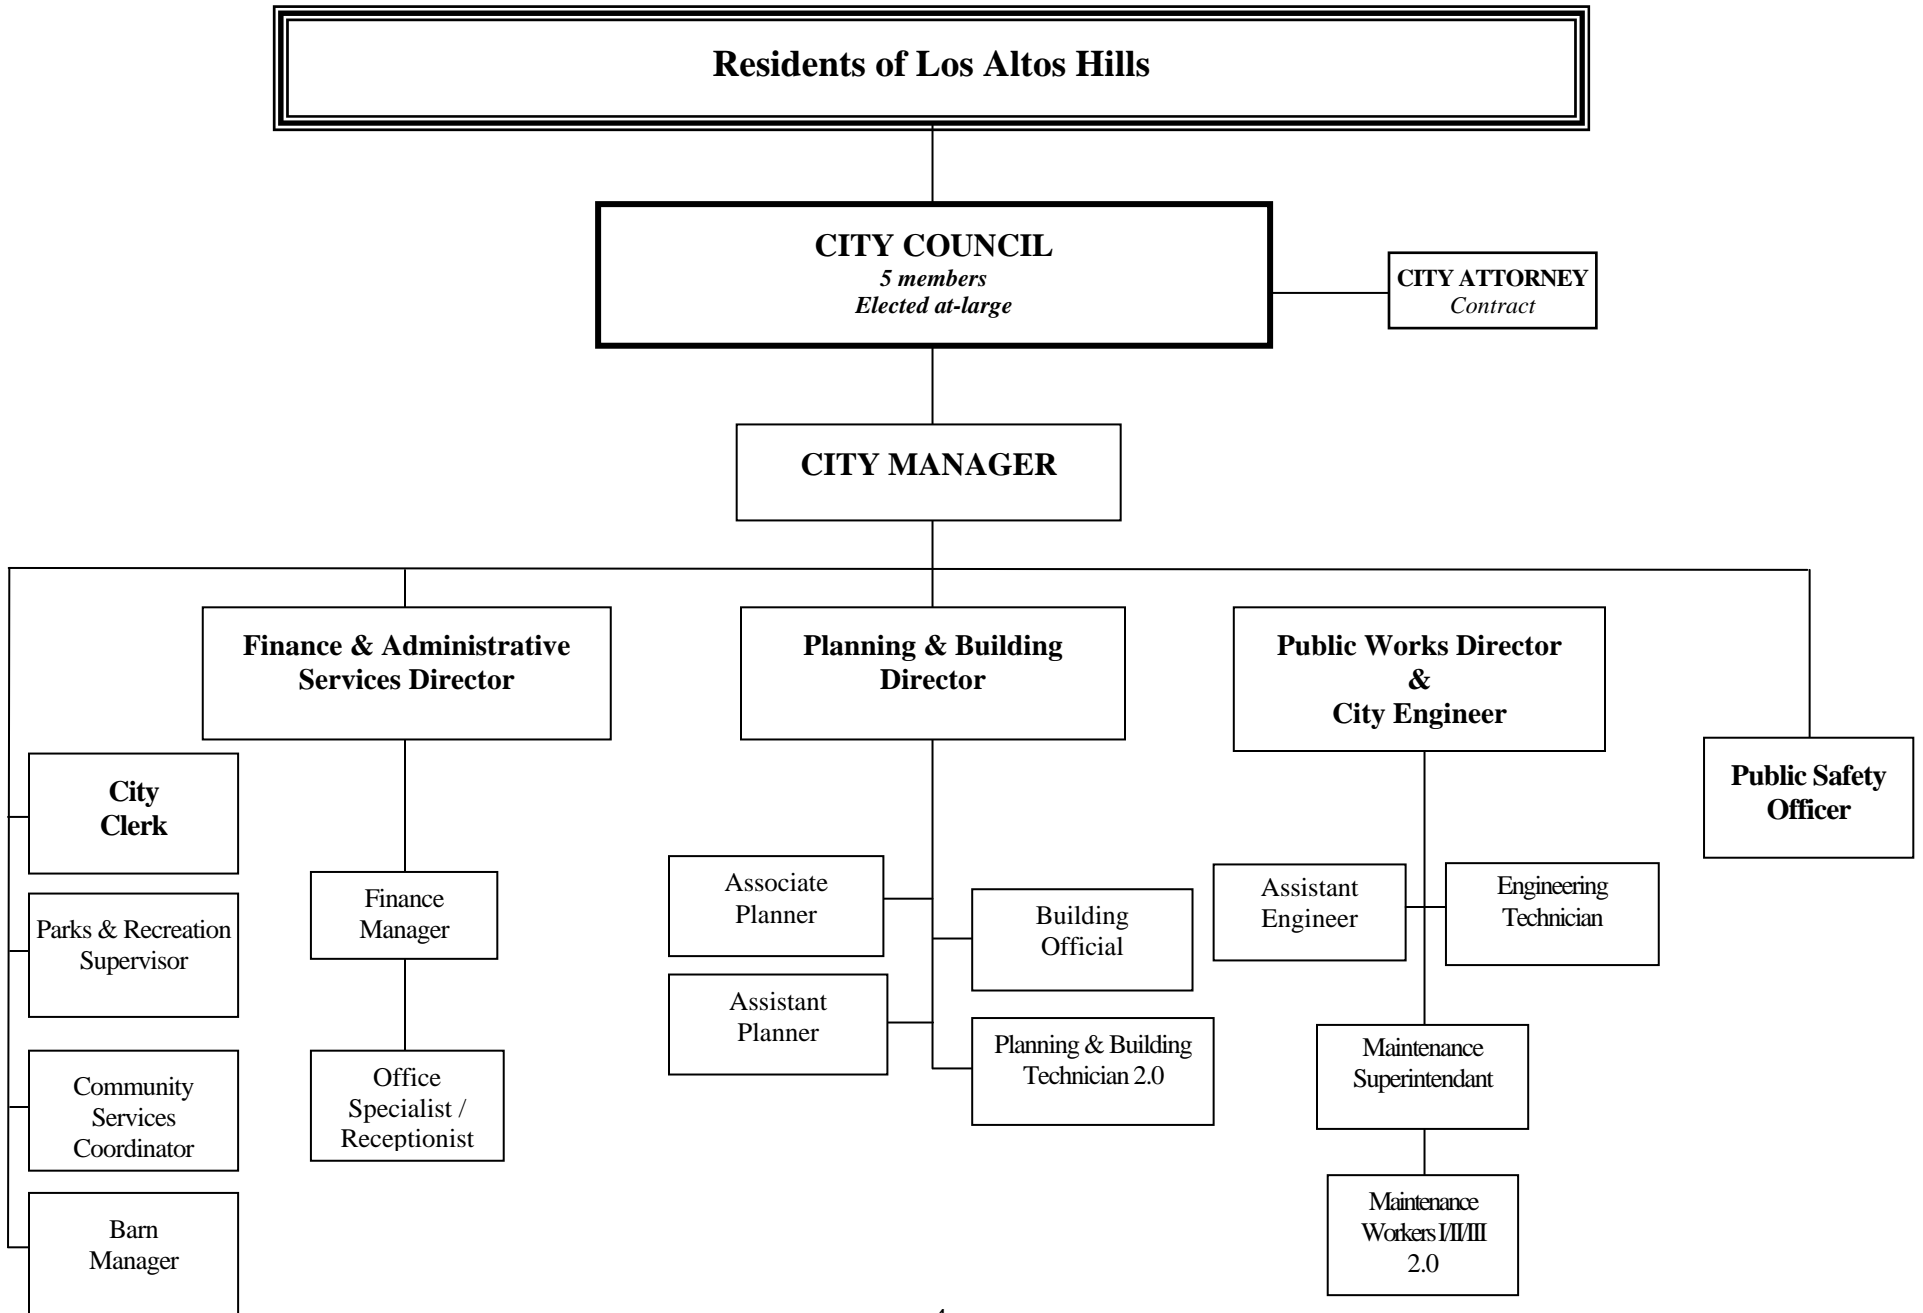 Residents of Los Altos Hills
CITY COUNCIL
5 members
Elected at-large
CITY ATTORNEY
Contract
CITY MANAGER
Finance & Administrative
Services Director
Planning & Building
Director
Public Works Director
&
City Engineer
Public Safety
Officer
City
Clerk
Parks & Recreation
Supervisor
Community
Services
Coordinator
Barn
Manager
Finance
Manager
Office
Specialist /
Receptionist
Associate
Planner
Assistant
Planner
Building
Official
Planning & Building
Technician 2.0
Assistant
Engineer
Engineering
Technician
Maintenance
Superintendant
Maintenance
Workers I/II/III
2.0